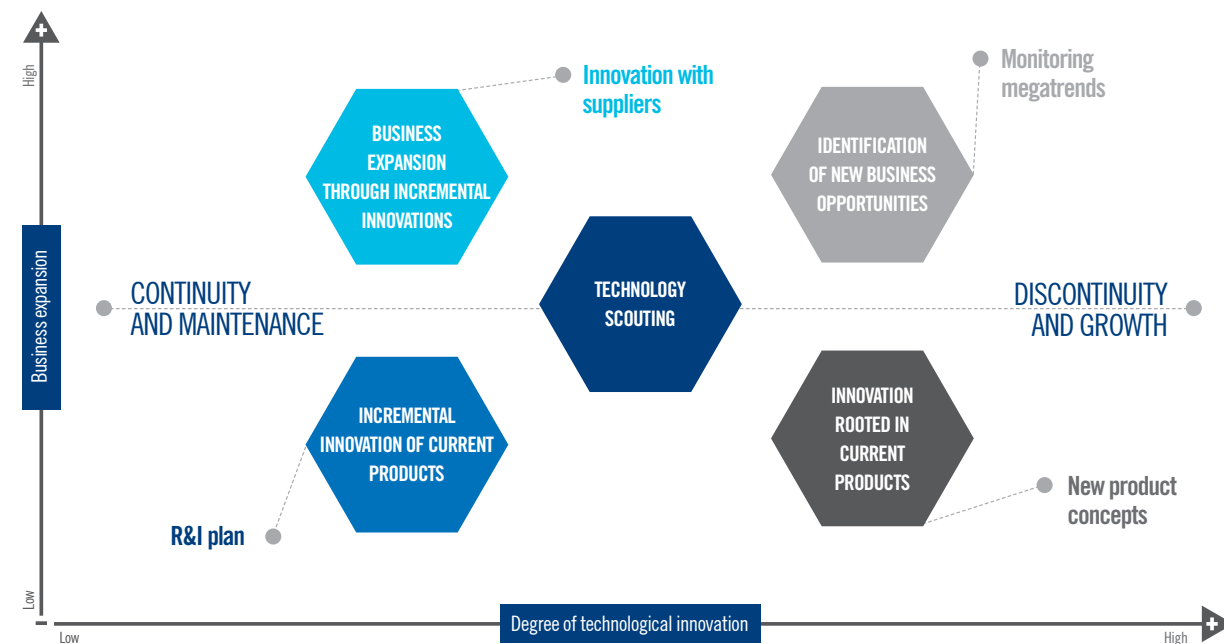 High
Innovation with
suppliers
Monitoring
megatrends
BUSINESS
EXPANSION
THROUGH INCREMENTAL
INNOVATIONS
IDENTIFICATION
OF NEW BUSINESS
OPPORTUNITIES
Business expansion
CONTINUITY
AND MAINTENANCE
TECHNOLOGY
SCOUTING
DISCONTINUITY
AND GROWTH
INCREMENTAL
INNOVATION OF CURRENT
PRODUCTS
INNOVATION
ROOTED IN
CURRENT
PRODUCTS
R&I plan
New product
concepts
Low
Low
Degree of technological innovation
High